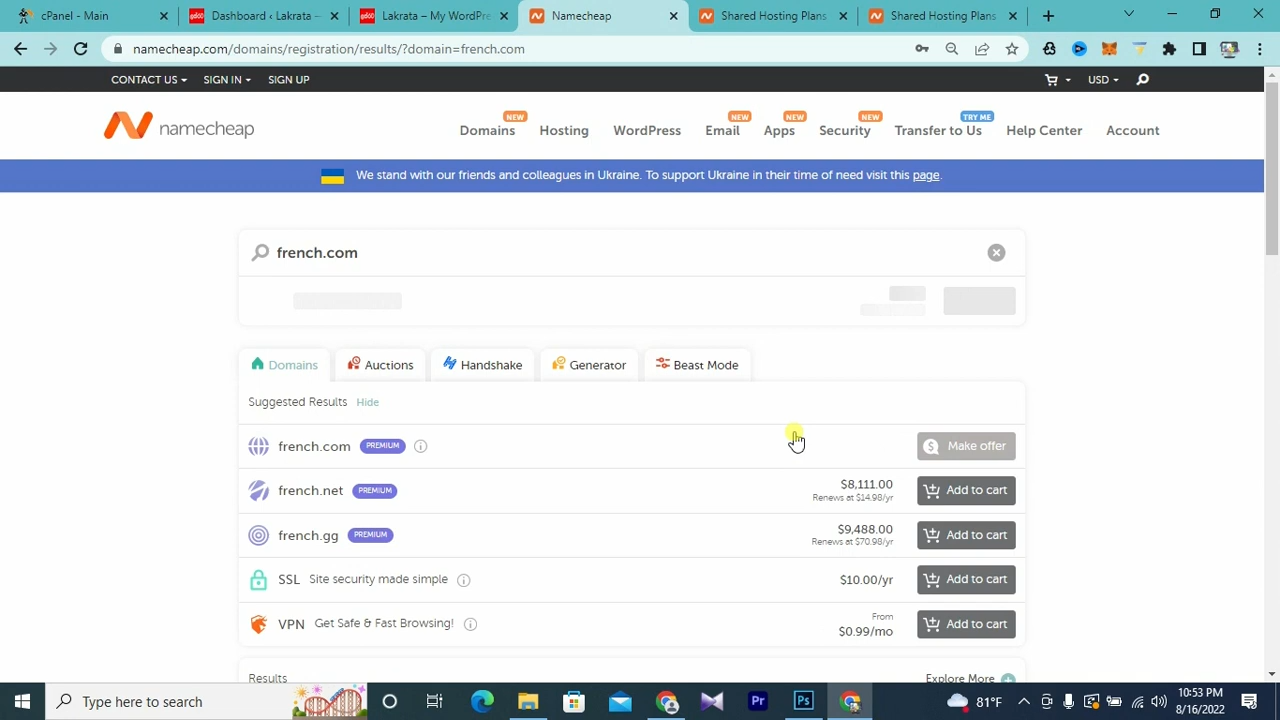 cPanel - Main
Dashboard ‹ Lakrata —
Lakrata – My WordPre
Namecheap
Shared Hosting Plans
Shared Hosting Plans
namecheap.com/domains/registration/results/?domain=french.com
CONTACT US SIGN IN SIGN UP USD
NEW NEW NEW NEW TRY ME
namecheap Domains Hosting WordPress Email Apps Security Transfer to Us Help Center Account
We stand with our friends and colleagues in Ukraine. To support Ukraine in their time of need visit this page.
french.com
Domains Auctions Handshake Generator Beast Mode
Suggested Results Hide
french.com PREMIUM Make offer
french.net PREMIUM $8,111.00 Add to cart
Renews at $14.98/yr
french.gg PREMIUM $9,488.00 Add to cart
Renews at $70.98/yr
SSL Site security made simple $10.00/yr Add to cart
From
VPN Get Safe & Fast Browsing! $0.99/mo Add to cart
Results Explore More
Type here to search
Pr
Ps
81°F
10:53 PM
8/16/2022